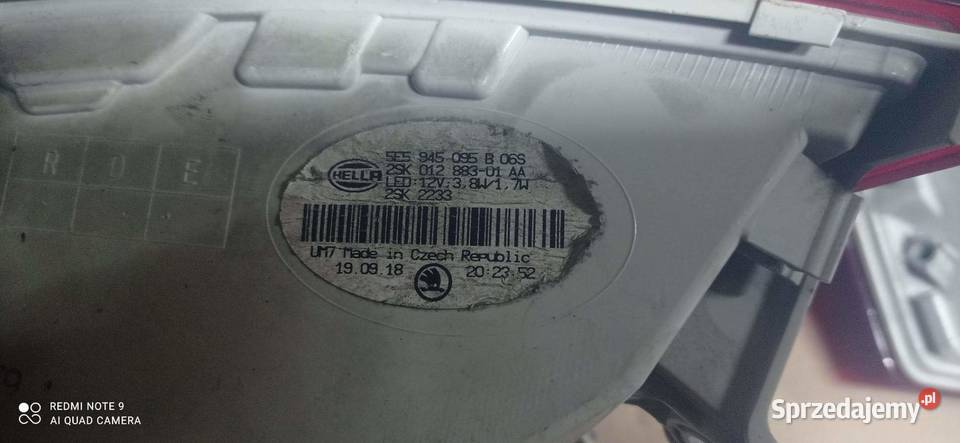 R O E
5E5 945 095 B 06S
HELLA
2SK 012 883-01 AA
LED:12V,3,8W/1,7W
2SK 2233
UM7 Made in Czech Republic
19.09.18 20:23:52
REDMI NOTE 9
AI QUAD CAMERA
Sprzedajemy.pl